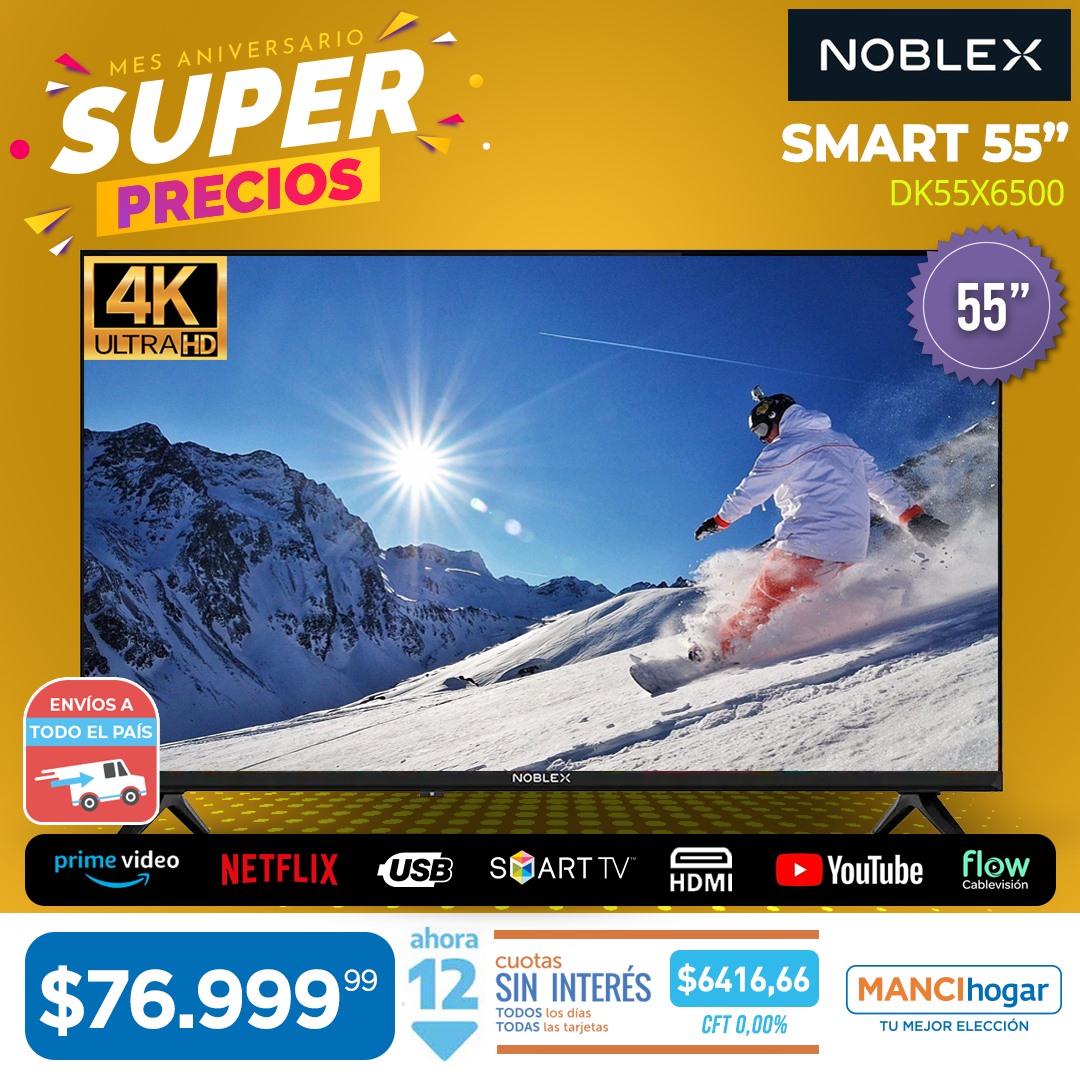 MES ANIVERSARIO
SUPER
PRECIOS
NOBLEX
SMART 55”
DK55X6500
4K
ULTRA HD
55”
NOBLEX
ENVÍOS A
TODO EL PAÍS
prime video
NETFLIX
USB
SMART TV™
HDMI
YouTube
flow
Cablevisión
$76.999 99
ahora
12
cuotas
SIN INTERÉS
TODOS los días
TODAS las tarjetas
$6416,66
CFT 0,00%
MANCIhogar
TU MEJOR ELECCIÓN